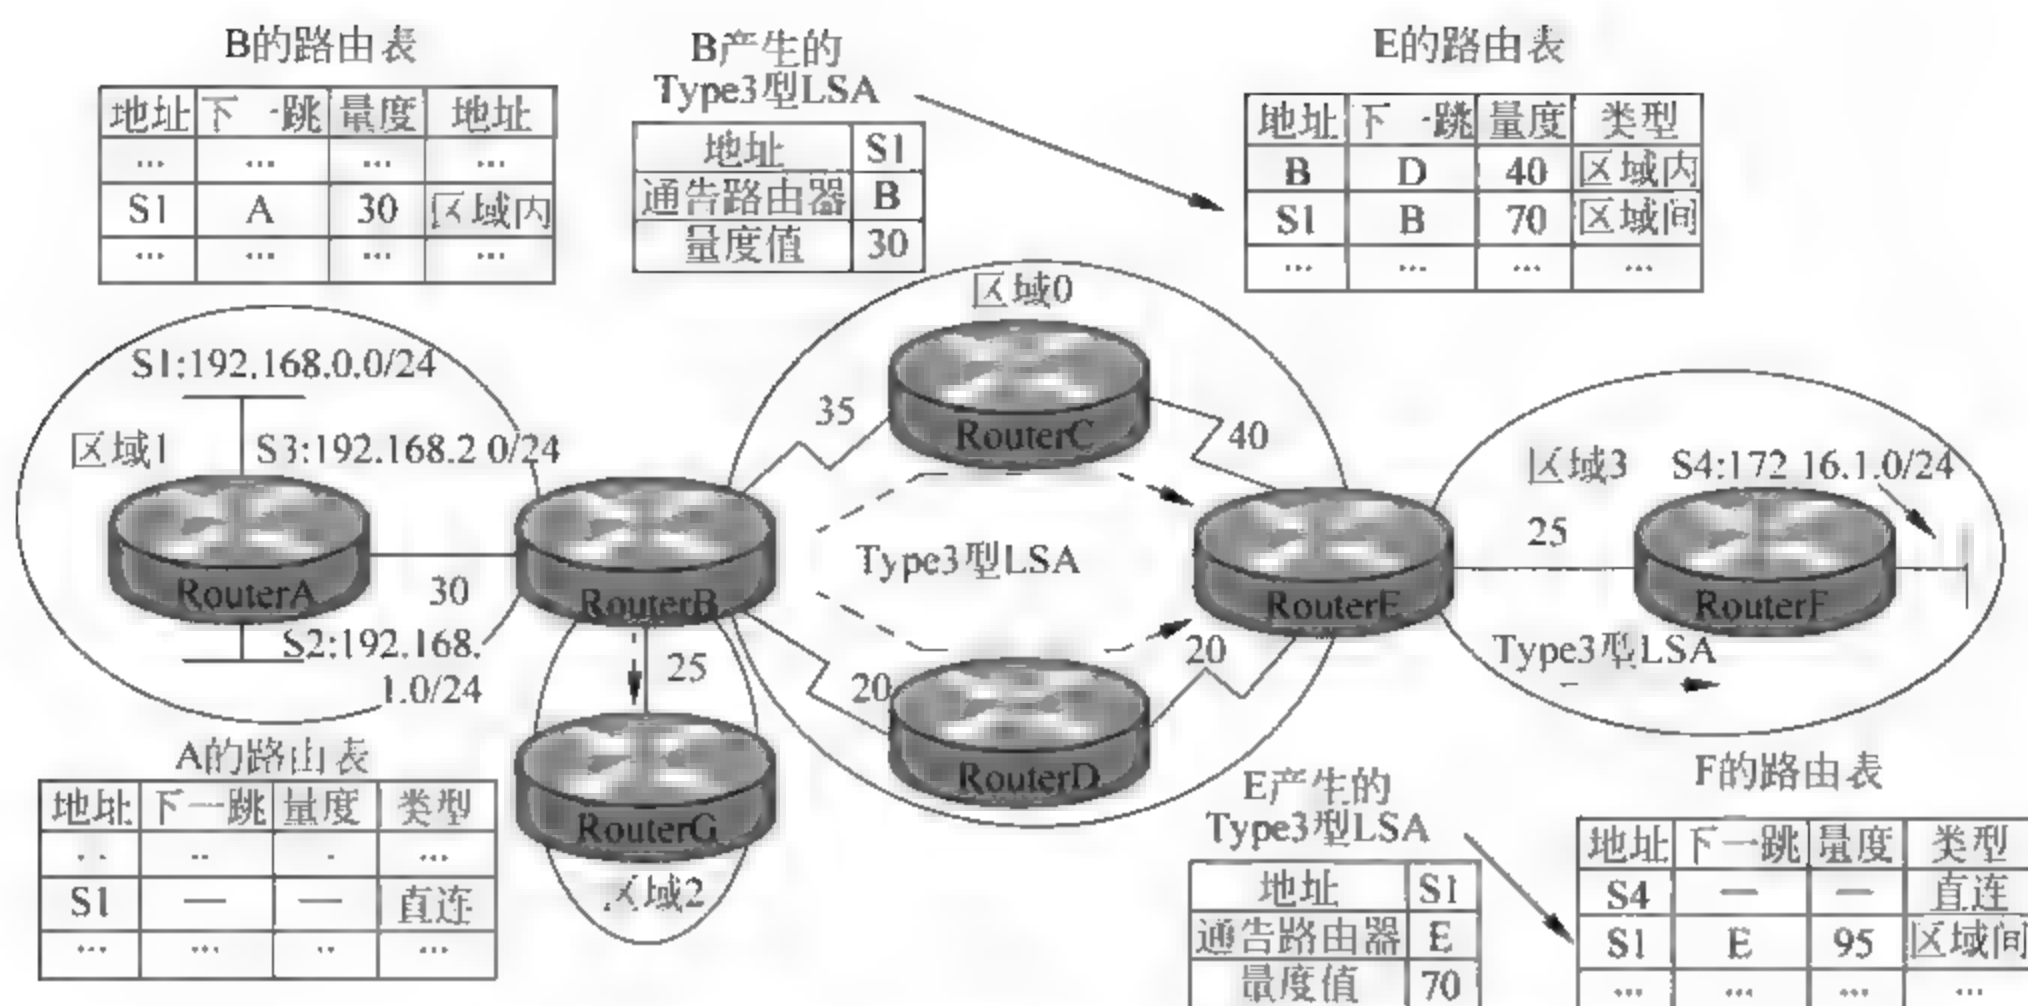 B的路由表
地址 下一跳 量度 地址
... ... ... ...
S1 A 30 区域内
... ... ... ...
B产生的
Type3型LSA
地址 S1
通告路由器 B
量度值 30
E的路由表
地址 下一跳 量度 类型
B D 40 区域内
S1 B 70 区域间
... ... ... ...
区域0
S1:192.168.0.0/24
35
RouterC
40
区域1
S3:192.168.2 0/24
区域3
S4:172 16.1.0/24
25
Type3型LSA
RouterA
30
RouterB
RouterE
RouterF
S2:192.168.
1.0/24
25
20
20
Type3型LSA
RouterD
RouterG
区域2
A的路由表
地址 下一跳 量度 类型
.. .. . ...
S1 — — 直连
... ... .. ...
E产生的
Type3型LSA
地址 S1
通告路由器 E
量度值 70
F的路由表
地址 下一跳 量度 类型
S4 — — 直连
S1 E 95 区域间
... ... ... ...